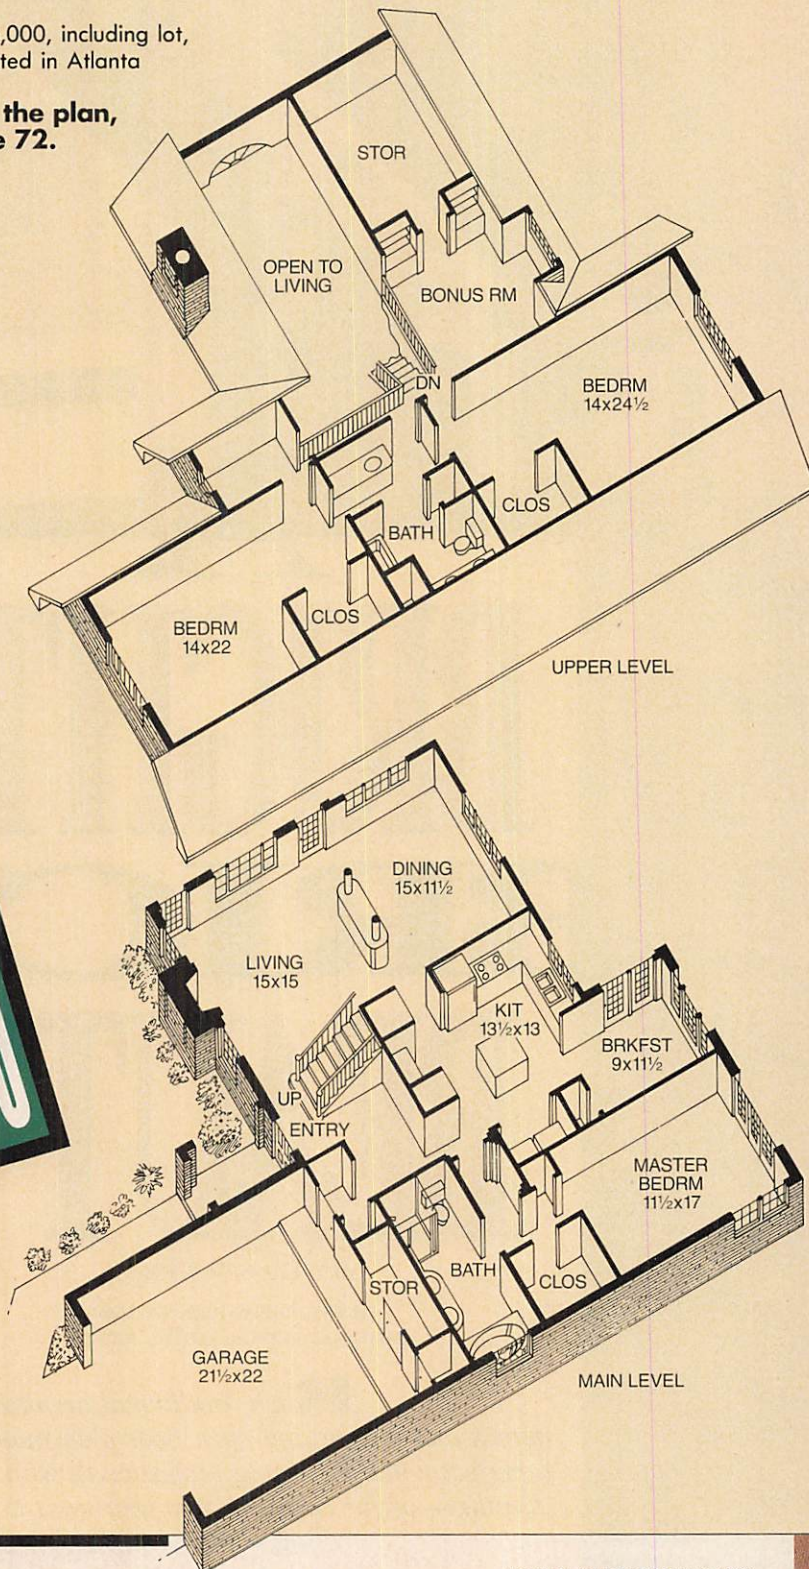 ,000, including lot,
ted in Atlanta
the plan,
e 72.
STOR
OPEN TO
LIVING
BONUS RM
DN
BEDRM
14x24½
CLOS
BATH
BEDRM
14x22
CLOS
UPPER LEVEL
DINING
15x11½
LIVING
15x15
KIT
13½x13
BRKFST
9x11½
UP
ENTRY
MASTER
BEDRM
11½x17
BATH
CLOS
STOR
GARAGE
21½x22
MAIN LEVEL